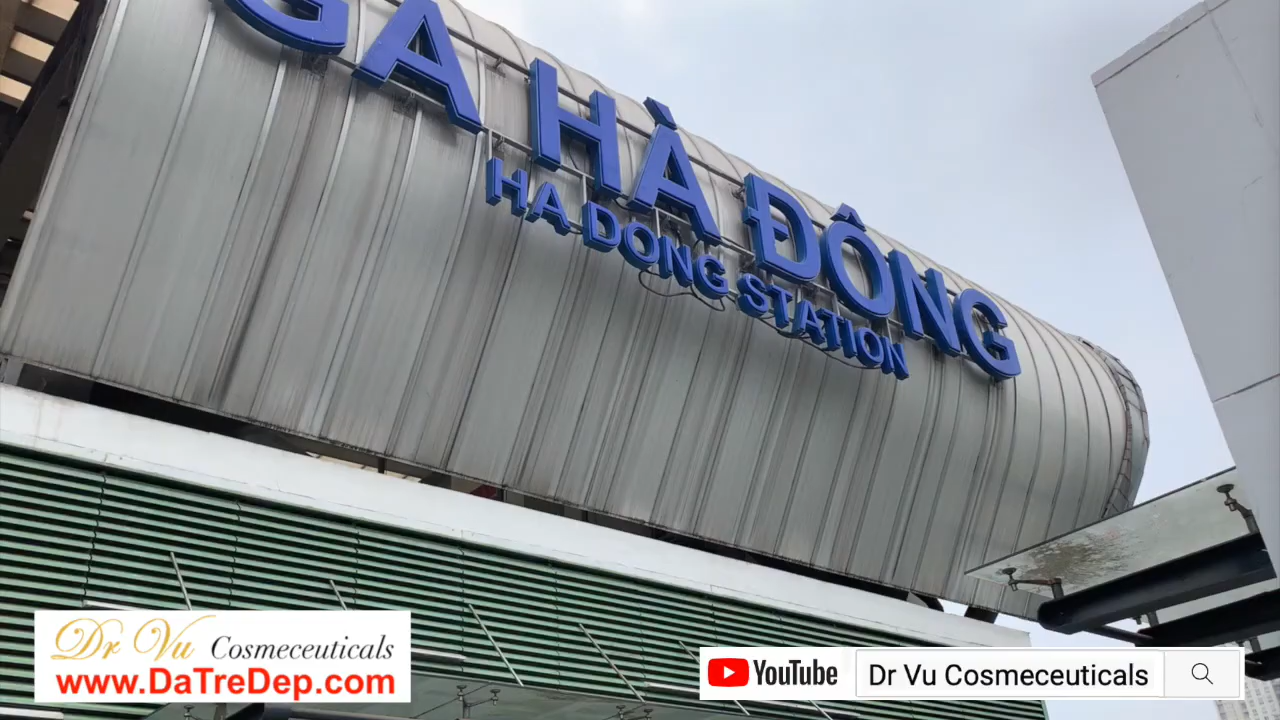 GA HÀ ĐÔNG
HA DONG STATION
Dr Vu Cosmeceuticals
www.DaTreDep.com
YouTube Dr Vu Cosmeceuticals